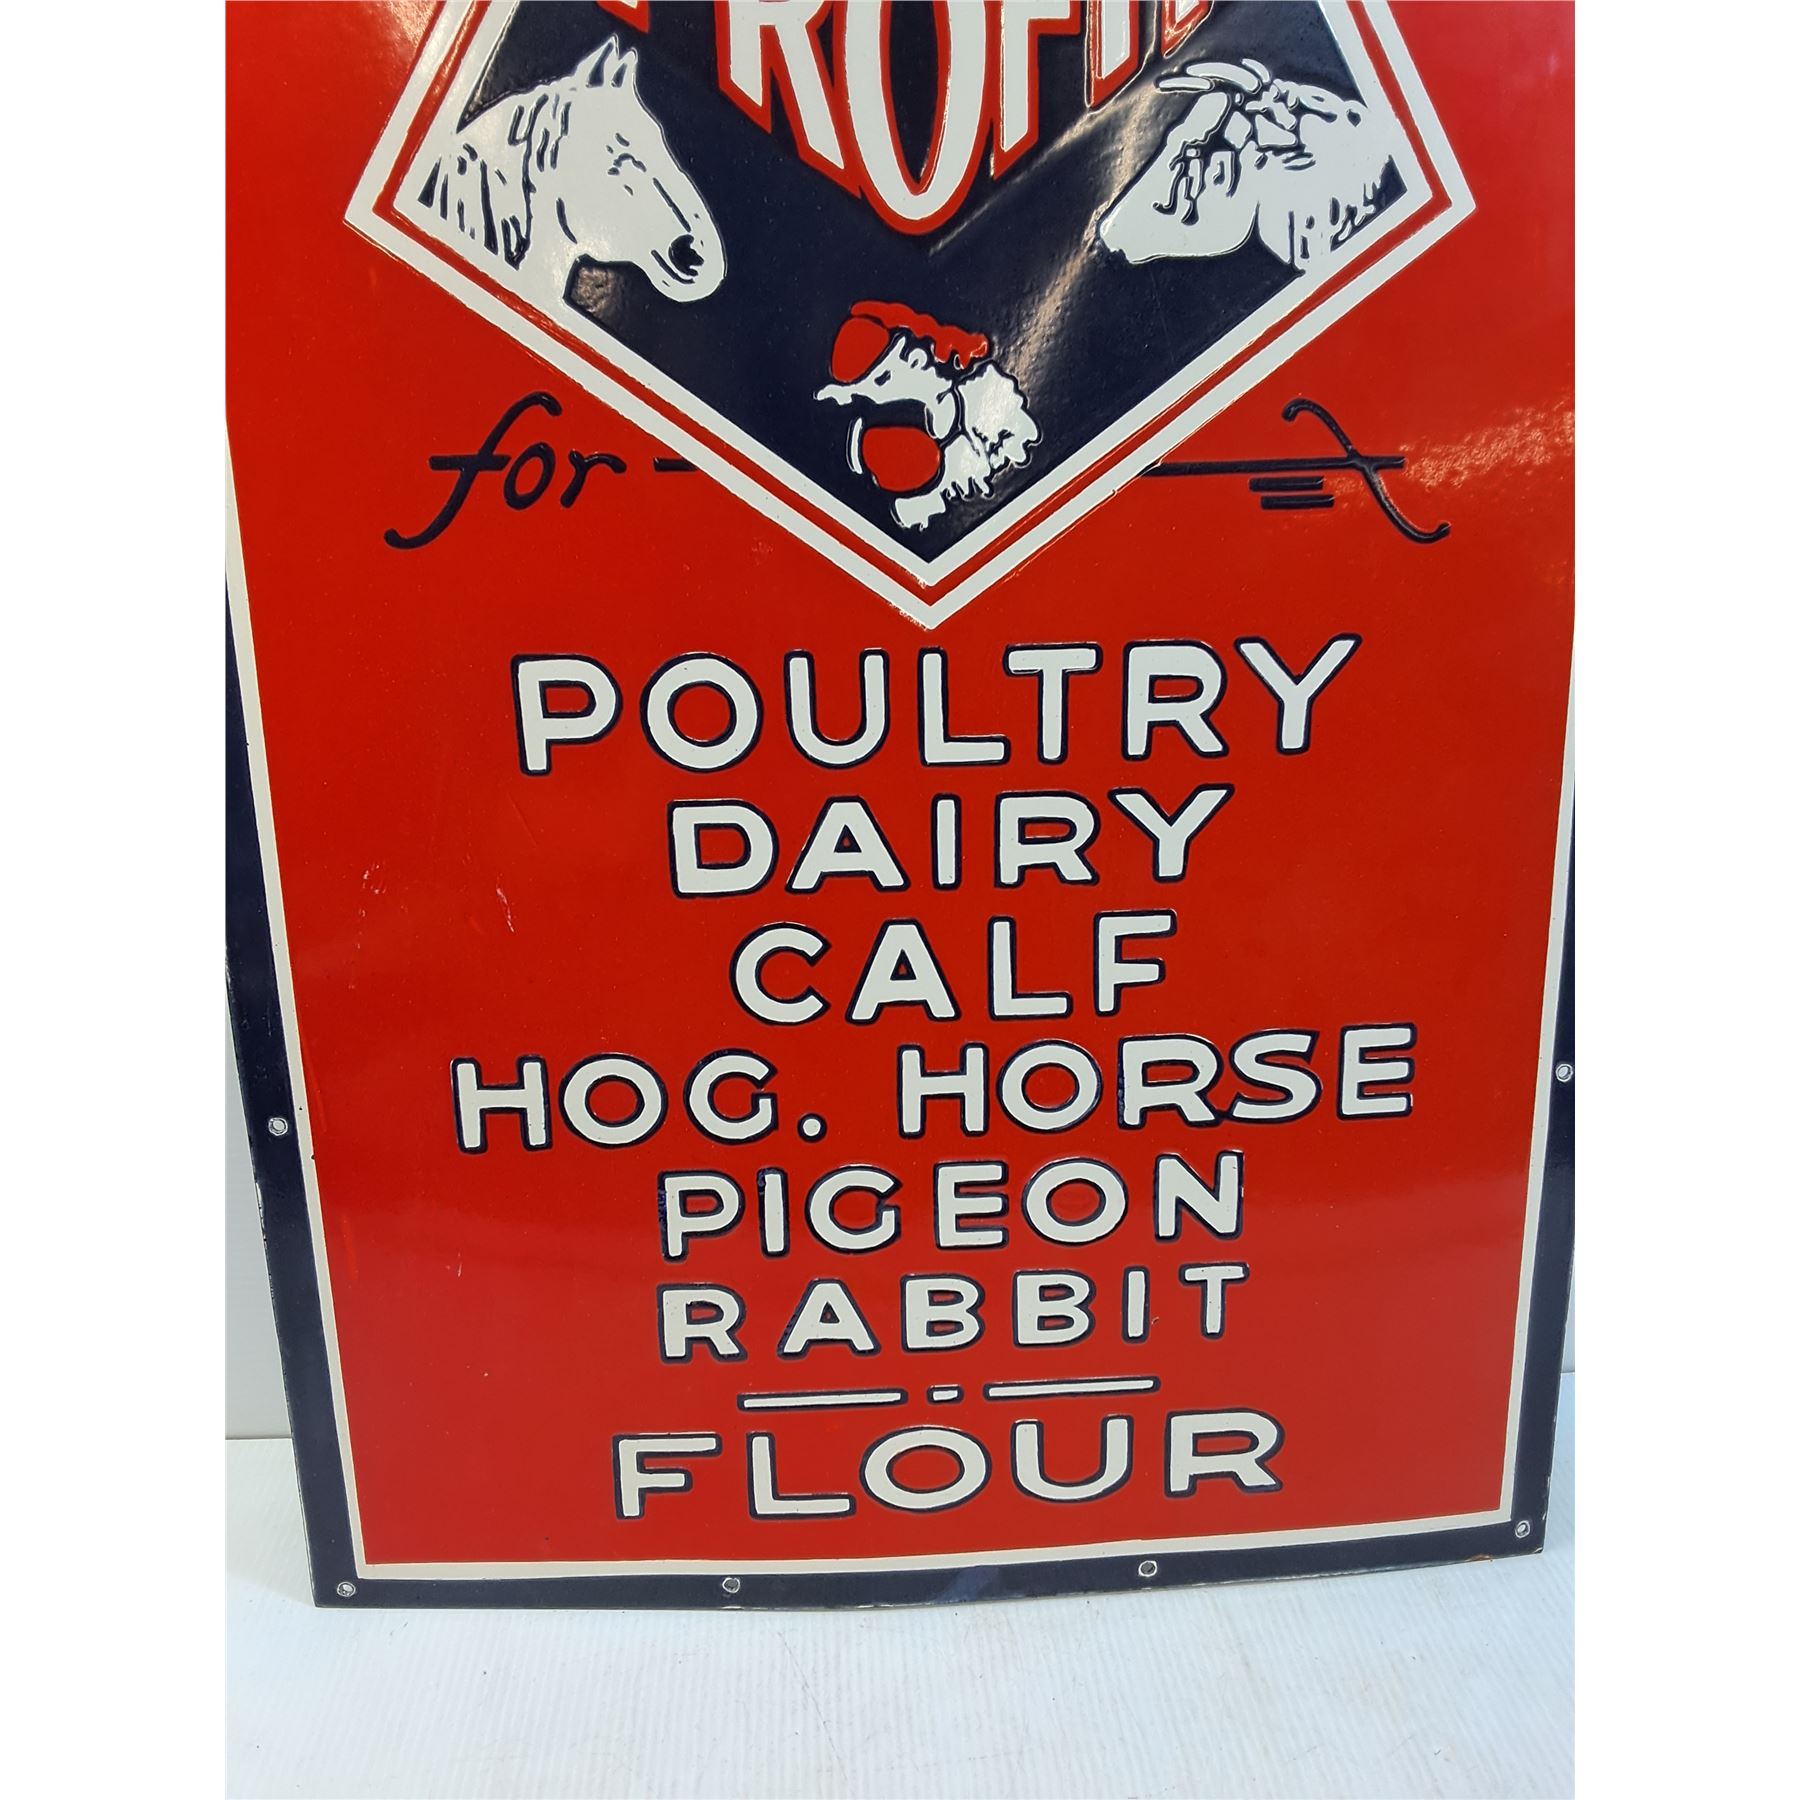 for
POULTRY
DAIRY
CALF
HOG. HORSE
PIGEON
RABBIT
FLOUR